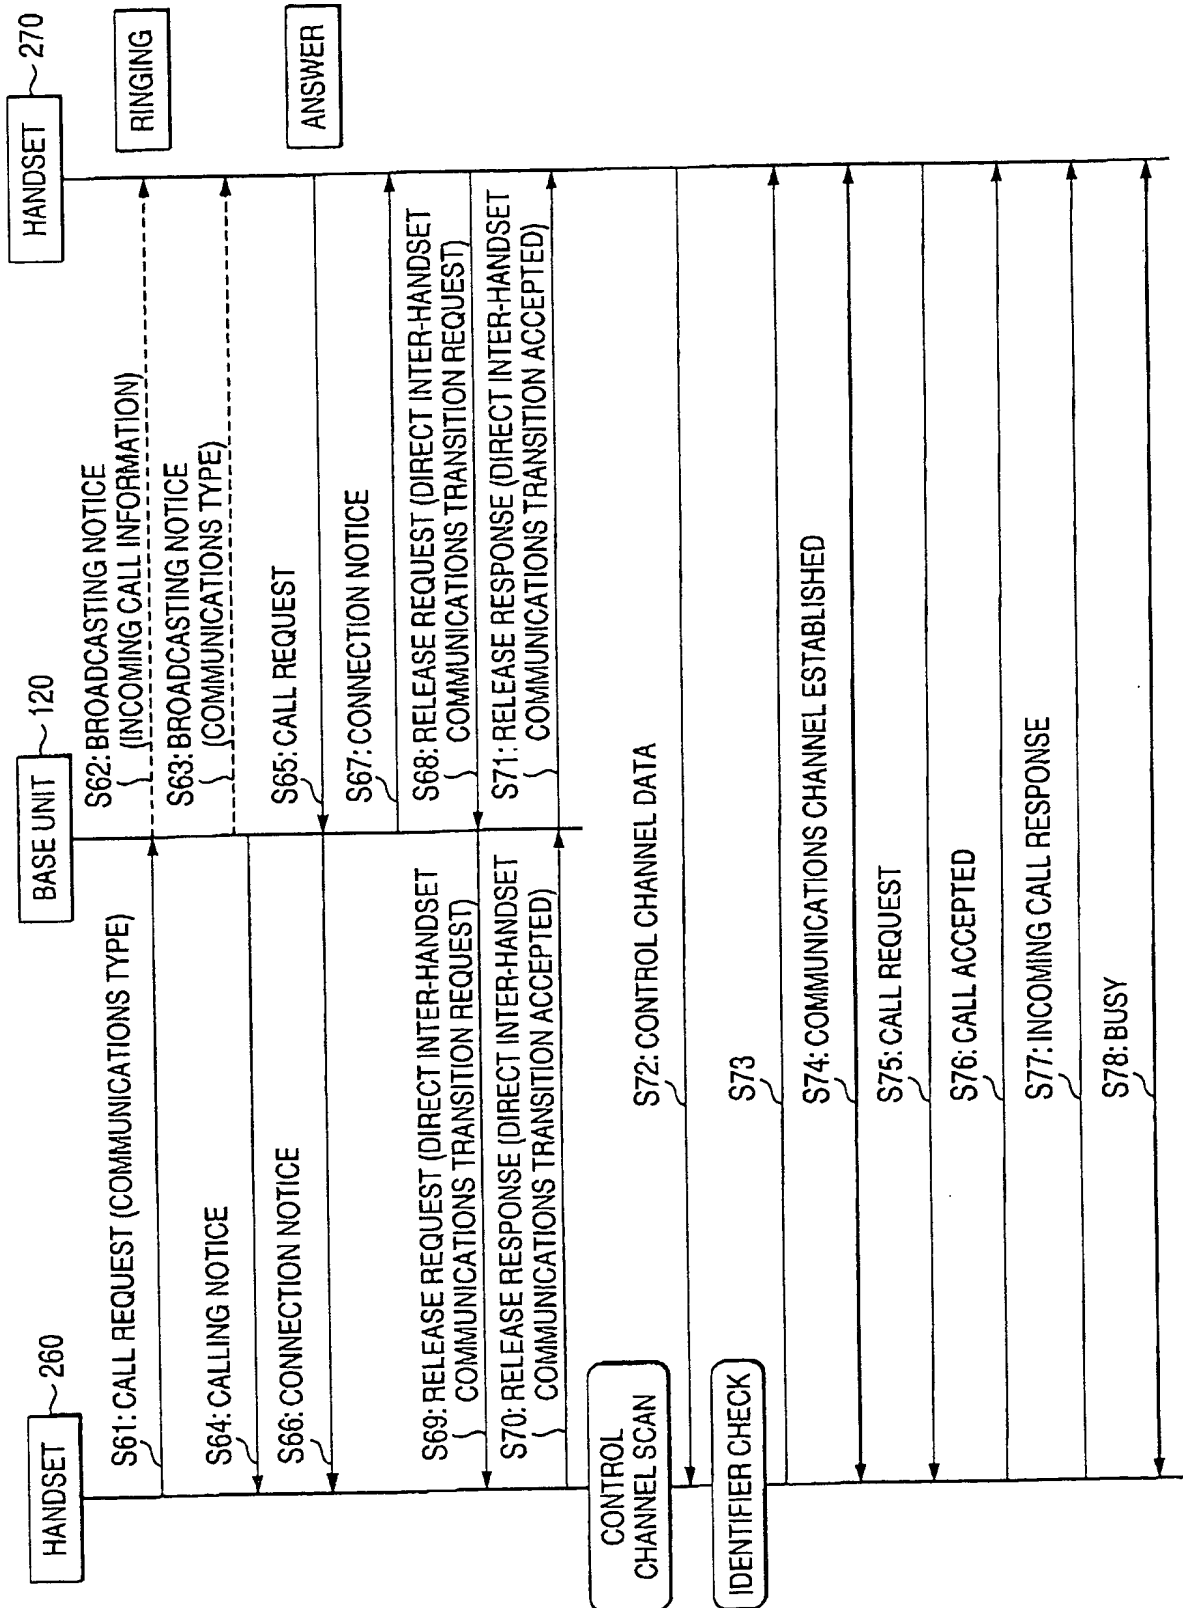 HANDSET
260
BASE UNIT
120
HANDSET
270
S61: CALL REQUEST (COMMUNICATIONS TYPE)
S62: BROADCASTING NOTICE
(INCOMING CALL INFORMATION)
RINGING
S63: BROADCASTING NOTICE
(COMMUNICATIONS TYPE)
S64: CALLING NOTICE
S65: CALL REQUEST
ANSWER
S66: CONNECTION NOTICE
S67: CONNECTION NOTICE
S68: RELEASE REQUEST (DIRECT INTER-HANDSET
COMMUNICATIONS TRANSITION REQUEST)
S69: RELEASE REQUEST (DIRECT INTER-HANDSET
COMMUNICATIONS TRANSITION REQUEST)
S70: RELEASE RESPONSE (DIRECT INTER-HANDSET
COMMUNICATIONS TRANSITION ACCEPTED)
S71: RELEASE RESPONSE (DIRECT INTER-HANDSET
COMMUNICATIONS TRANSITION ACCEPTED)
CONTROL
CHANNEL SCAN
S72: CONTROL CHANNEL DATA
IDENTIFIER CHECK
S73
S74: COMMUNICATIONS CHANNEL ESTABLISHED
S75: CALL REQUEST
S76: CALL ACCEPTED
S77: INCOMING CALL RESPONSE
S78: BUSY